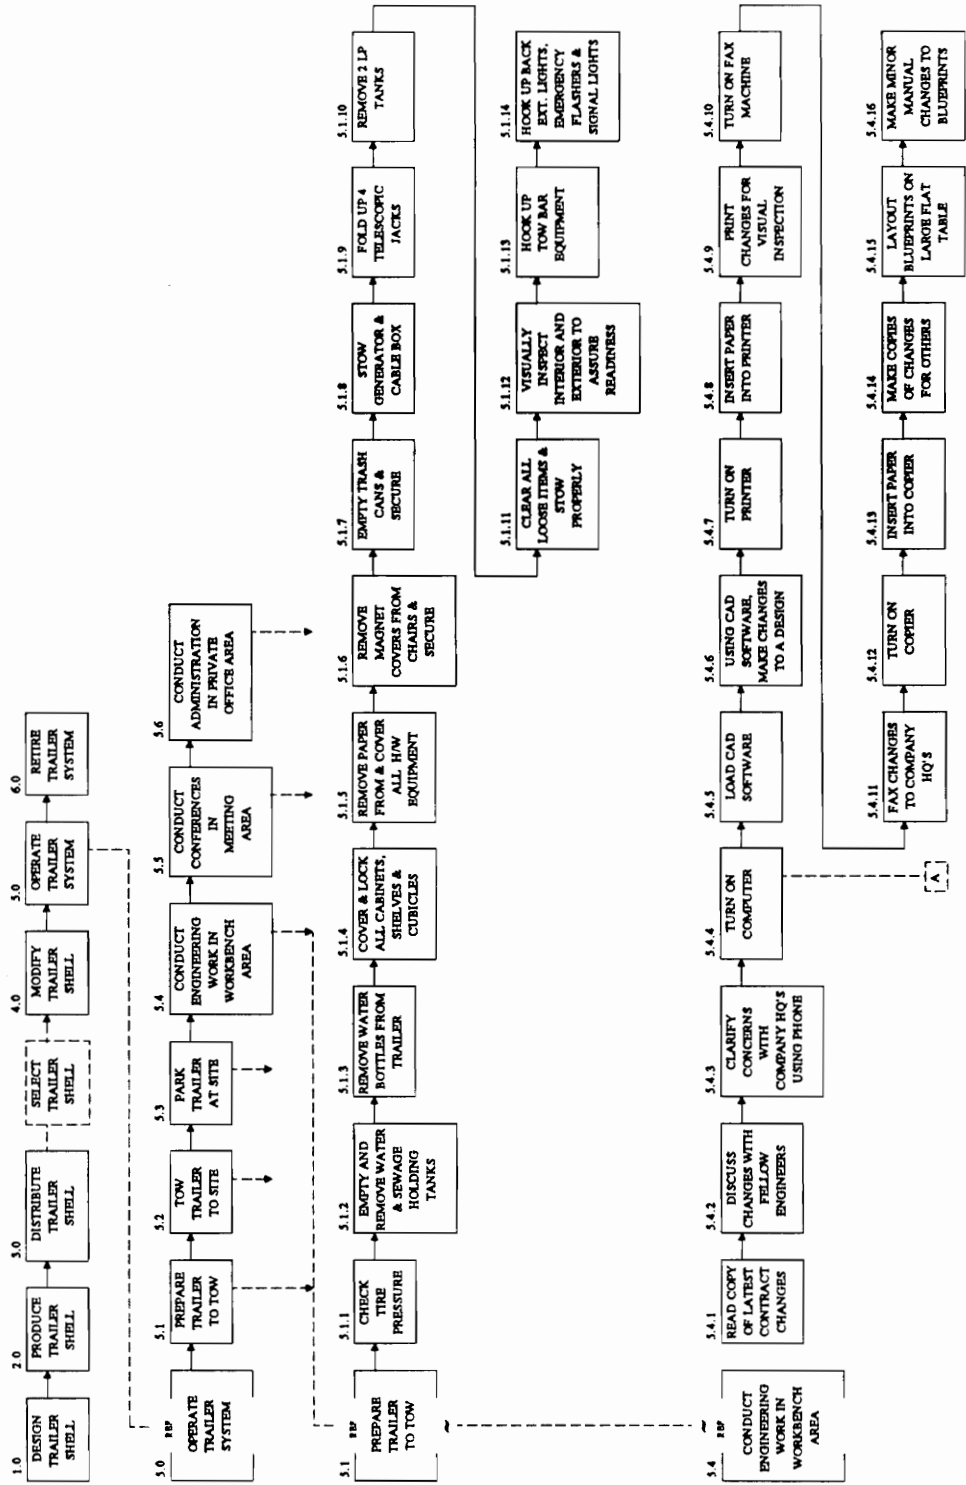 1.0
DESIGN
TRAILER
SHELL
2.0
PRODUCE
TRAILER
SHELL
3.0
DISTRIBUTE
TRAILER
SHELL
SELECT
TRAILER
SHELL
4.0
MODIFY
TRAILER
SHELL
5.0
OPERATE
TRAILER
SYSTEM
6.0
RETIRE
TRAILER
SYSTEM
5.0
REF
OPERATE
TRAILER
SYSTEM
5.1
PREPARE
TRAILER
TO TOW
5.2
TOW
TRAILER
TO SITE
5.3
PARK
TRAILER
AT SITE
5.4
CONDUCT
ENGINEERING
WORK IN
WORKBENCH
AREA
5.5
CONDUCT
CONFERENCES
IN
MEETING
AREA
5.6
CONDUCT
ADMINISTRATION
IN PRIVATE
OFFICE AREA
5.1
REF
PREPARE
TRAILER
TO TOW
5.1.1
CHECK
TIRE
PRESSURE
5.1.2
EMPTY AND
REMOVE WATER
& SEWAGE
HOLDING
TANKS
5.1.3
REMOVE WATER
BOTTLES FROM
TRAILER
5.1.4
COVER & LOCK
ALL CABINETS,
SHELVES &
CUBICLES
5.1.5
REMOVE PAPER
FROM & COVER
ALL H/W
EQUIPMENT
5.1.6
REMOVE
MAGNET
COVERS FROM
CHAIRS &
SECURE
5.1.7
EMPTY TRASH
CANS &
SECURE
5.1.8
STOW
GENERATOR &
CABLE BOX
5.1.9
FOLD UP 4
TELESCOPIC
JACKS
5.1.10
REMOVE 2 LP
TANKS
5.1.11
CLEAR ALL
LOOSE ITEMS &
STOW
PROPERLY
5.1.12
VISUALLY
INSPECT
INTERIOR AND
EXTERIOR TO
ASSURE
READINESS
5.1.13
HOOK UP
TOW BAR
EQUIPMENT
5.1.14
HOOK UP BACK
EXT. LIGHTS,
EMERGENCY
FLASHERS &
SIGNAL LIGHTS
5.4
REF
CONDUCT
ENGINEERING
WORK IN
WORKBENCH
AREA
5.4.1
READ COPY
OF LATEST
CONTRACT
CHANGES
5.4.2
DISCUSS
CHANGES WITH
FELLOW
ENGINEERS
5.4.3
CLARIFY
CONCERNS
WITH
COMPANY HQ'S
USING PHONE
5.4.4
TURN ON
COMPUTER
A
5.4.5
LOAD CAD
SOFTWARE
5.4.6
USING CAD
SOFTWARE,
MAKE CHANGES
TO A DESIGN
5.4.7
TURN ON
PRINTER
5.4.8
INSERT PAPER
INTO PRINTER
5.4.9
PRINT
CHANGES FOR
VISUAL
INSPECTION
5.4.10
TURN ON FAX
MACHINE
5.4.11
FAX CHANGES
TO COMPANY
HQ'S
5.4.12
TURN ON
COPIER
5.4.13
INSERT PAPER
INTO COPIER
5.4.14
MAKE COPIES
OF CHANGES
FOR OTHERS
5.4.15
LAYOUT
BLUEPRINTS ON
LARGE FLAT
TABLE
5.4.16
MAKE MINOR
MANUAL
CHANGES TO
BLUEPRINTS